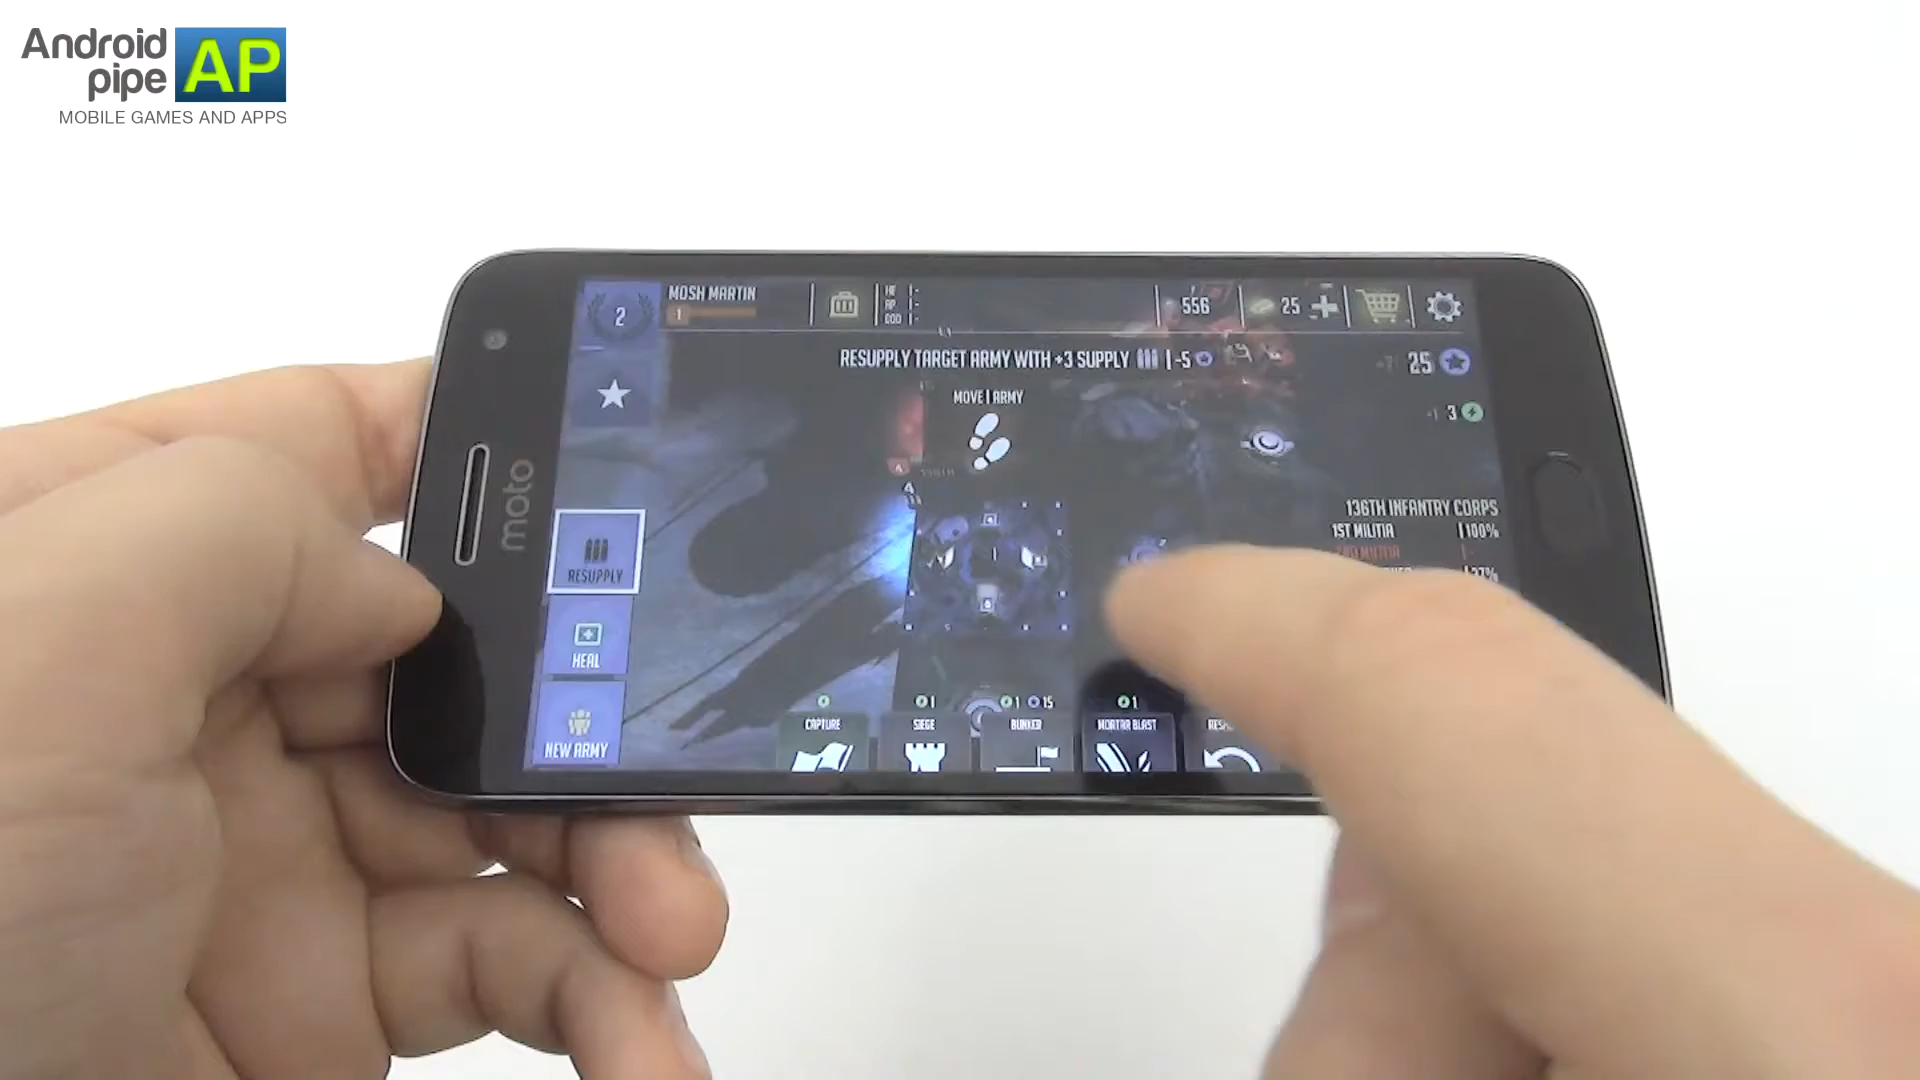 Android
pipe
AP
MOBILE GAMES AND APPS
moto
2
MOSH MARTIN
1
556
25
RESUPPLY TARGET ARMY WITH +3 SUPPLY | -5
25
MOVE | ARMY
3
136TH INFANTRY CORPS
1ST MILITIA | 100%
RESUPPLY
HEAL
NEW ARMY
1
1
15
1
CAPTURE
SIEGE
BUNKER
MORTAR BLAST